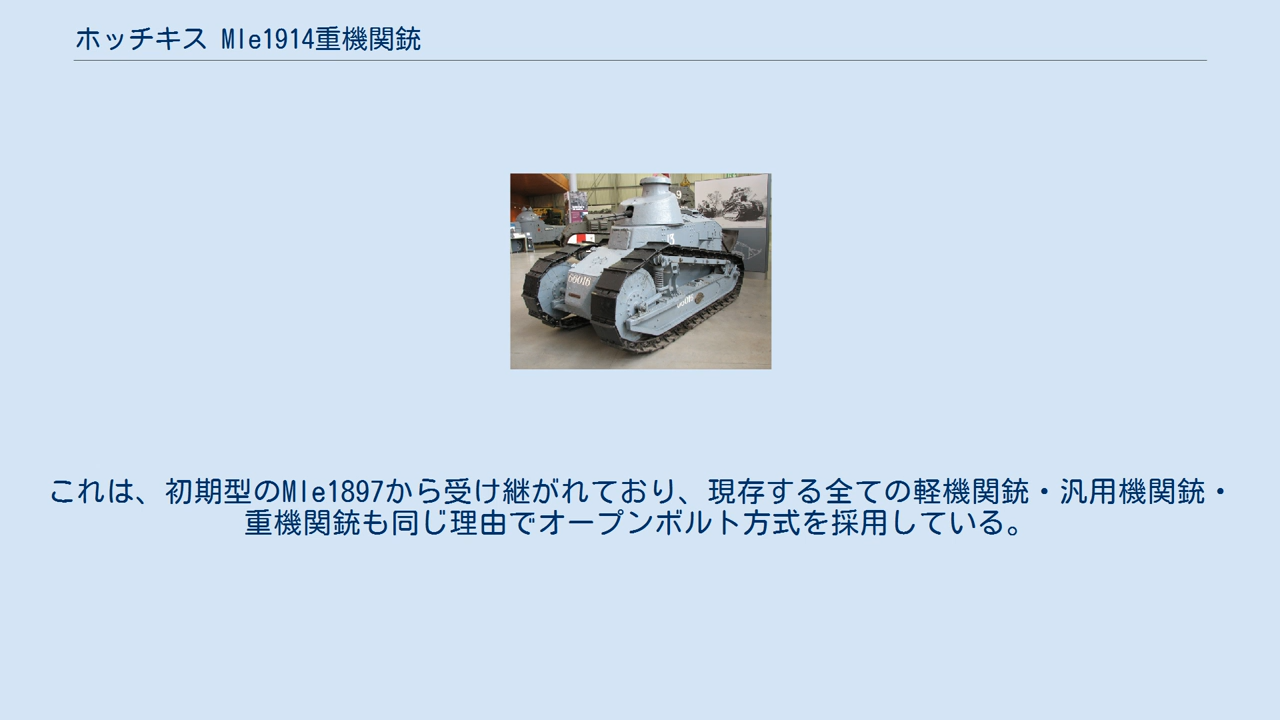 ホッチキス Mle1914重機関銃
66016
これは、初期型のMle1897から受け継がれており、現存する全ての軽機関銃・汎用機関銃・
重機関銃も同じ理由でオープンボルト方式を採用している。